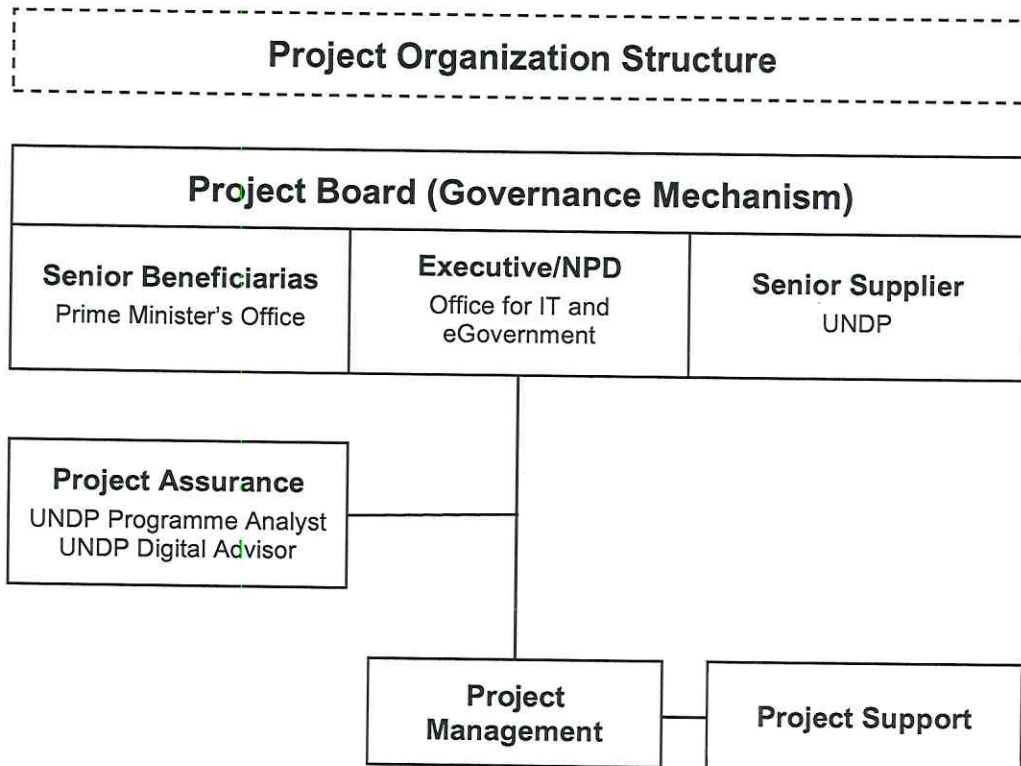 Project Organization Structure
Project Board (Governance Mechanism)
Senior Beneficiarias
Prime Minister's Office
Executive/NPD
Office for IT and
eGovernment
Senior Supplier
UNDP
Project Assurance
UNDP Programme Analyst
UNDP Digital Advisor
Project
Management
Project Support